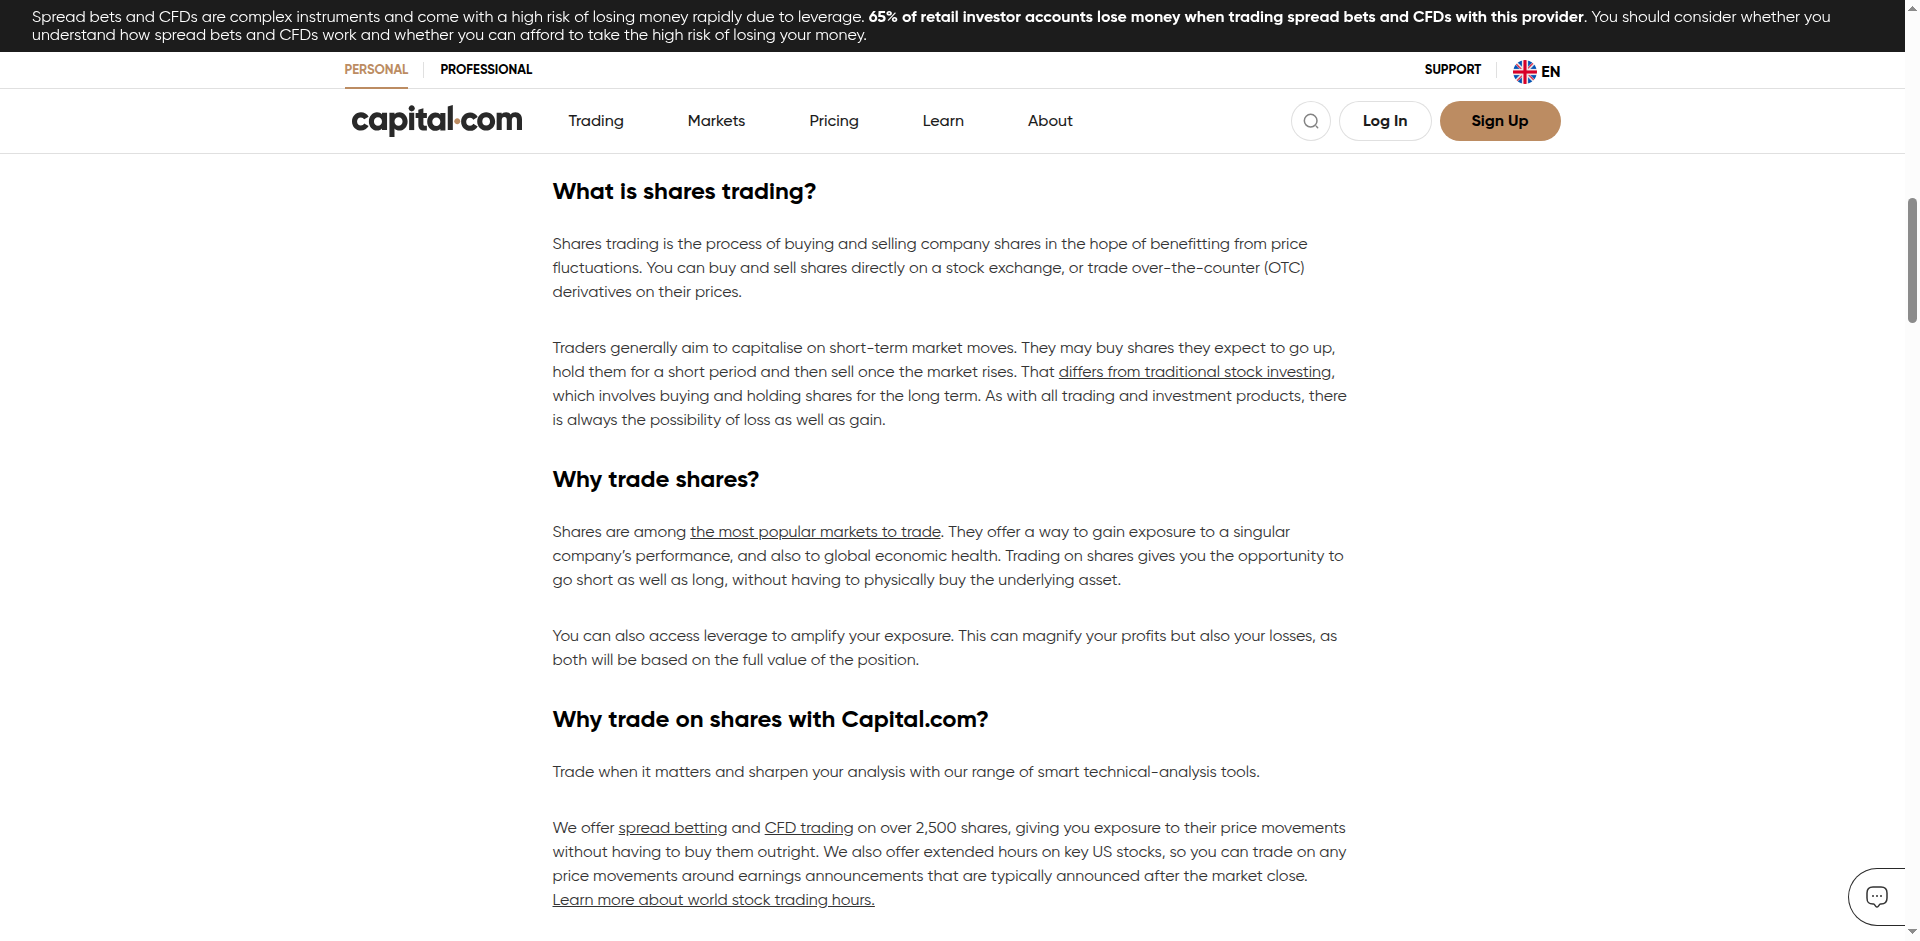 Spread bets and CFDs are complex instruments and come with a high risk of losing money rapidly due to leverage. 65% of retail investor accounts lose money when trading spread bets and CFDs with this provider. You should consider whether you
understand how spread bets and CFDs work and whether you can afford to take the high risk of losing your money.
PERSONAL PROFESSIONAL SUPPORT EN
capital.com Trading Markets Pricing Learn About Log In Sign Up
What is shares trading?
Shares trading is the process of buying and selling company shares in the hope of benefitting from price
fluctuations. You can buy and sell shares directly on a stock exchange, or trade over-the-counter (OTC)
derivatives on their prices.
Traders generally aim to capitalise on short-term market moves. They may buy shares they expect to go up,
hold them for a short period and then sell once the market rises. That differs from traditional stock investing,
which involves buying and holding shares for the long term. As with all trading and investment products, there
is always the possibility of loss as well as gain.
Why trade shares?
Shares are among the most popular markets to trade. They offer a way to gain exposure to a singular
company's performance, and also to global economic health. Trading on shares gives you the opportunity to
go short as well as long, without having to physically buy the underlying asset.
You can also access leverage to amplify your exposure. This can magnify your profits but also your losses, as
both will be based on the full value of the position.
Why trade on shares with Capital.com?
Trade when it matters and sharpen your analysis with our range of smart technical-analysis tools.
We offer spread betting and CFD trading on over 2,500 shares, giving you exposure to their price movements
without having to buy them outright. We also offer extended hours on key US stocks, so you can trade on any
price movements around earnings announcements that are typically announced after the market close.
Learn more about world stock trading hours.